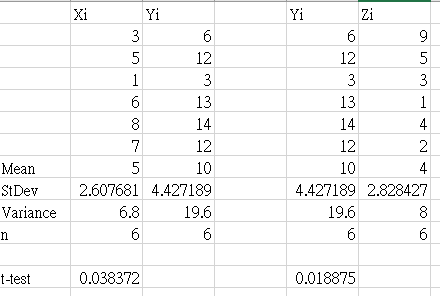 Xi Yi Yi Zi
3 6 6 9
5 12 12 5
1 3 3 3
6 13 13 1
8 14 14 4
7 12 12 2
Mean 5 10 10 4
StDev 2.607681 4.427189 4.427189 2.828427
Variance 6.8 19.6 19.6 8
n 6 6 6 6
t-test 0.038372 0.018875